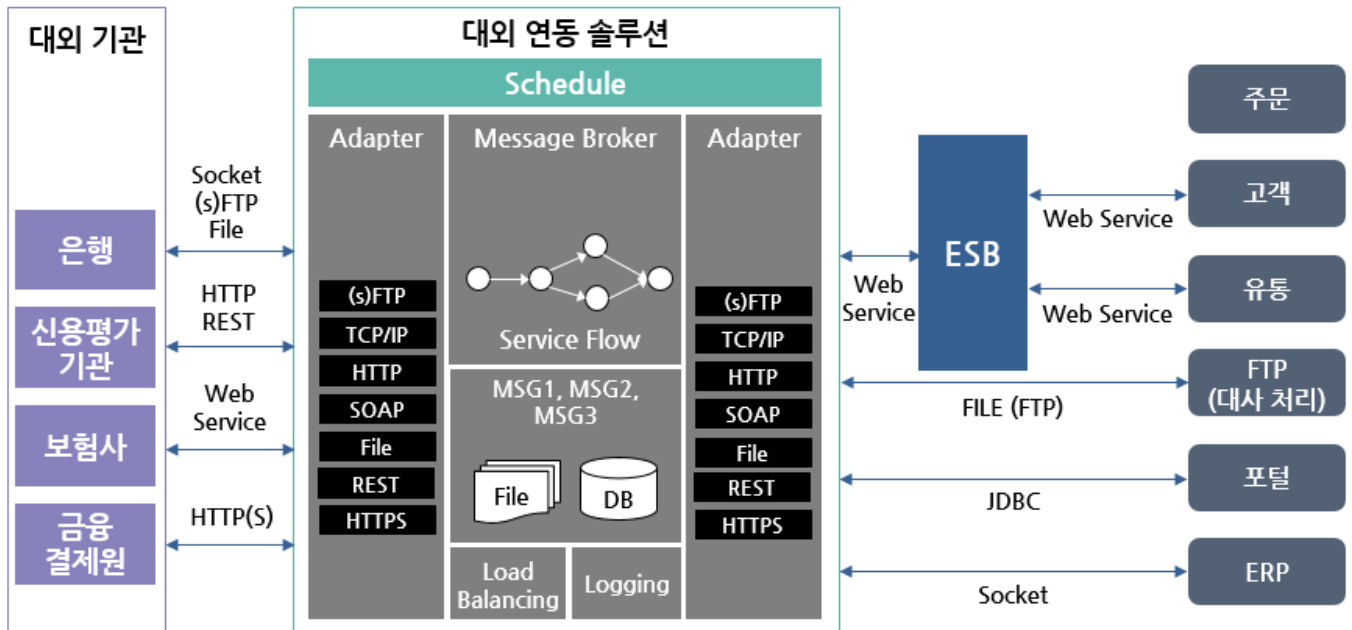 대외 기관
은행
신용평가
기관
보험사
금융
결제원
Socket
(s)FTP
File
HTTP
REST
Web
Service
HTTP(S)
대외 연동 솔루션
Schedule
Adapter
(s)FTP
TCP/IP
HTTP
SOAP
File
REST
HTTPS
Message Broker
Service Flow
MSG1, MSG2,
MSG3
File
DB
Load
Balancing
Logging
Adapter
(s)FTP
TCP/IP
HTTP
SOAP
File
REST
HTTPS
Web
Service
ESB
Web Service
Web Service
FILE (FTP)
JDBC
Socket
주문
고객
유통
FTP
(대사 처리)
포털
ERP